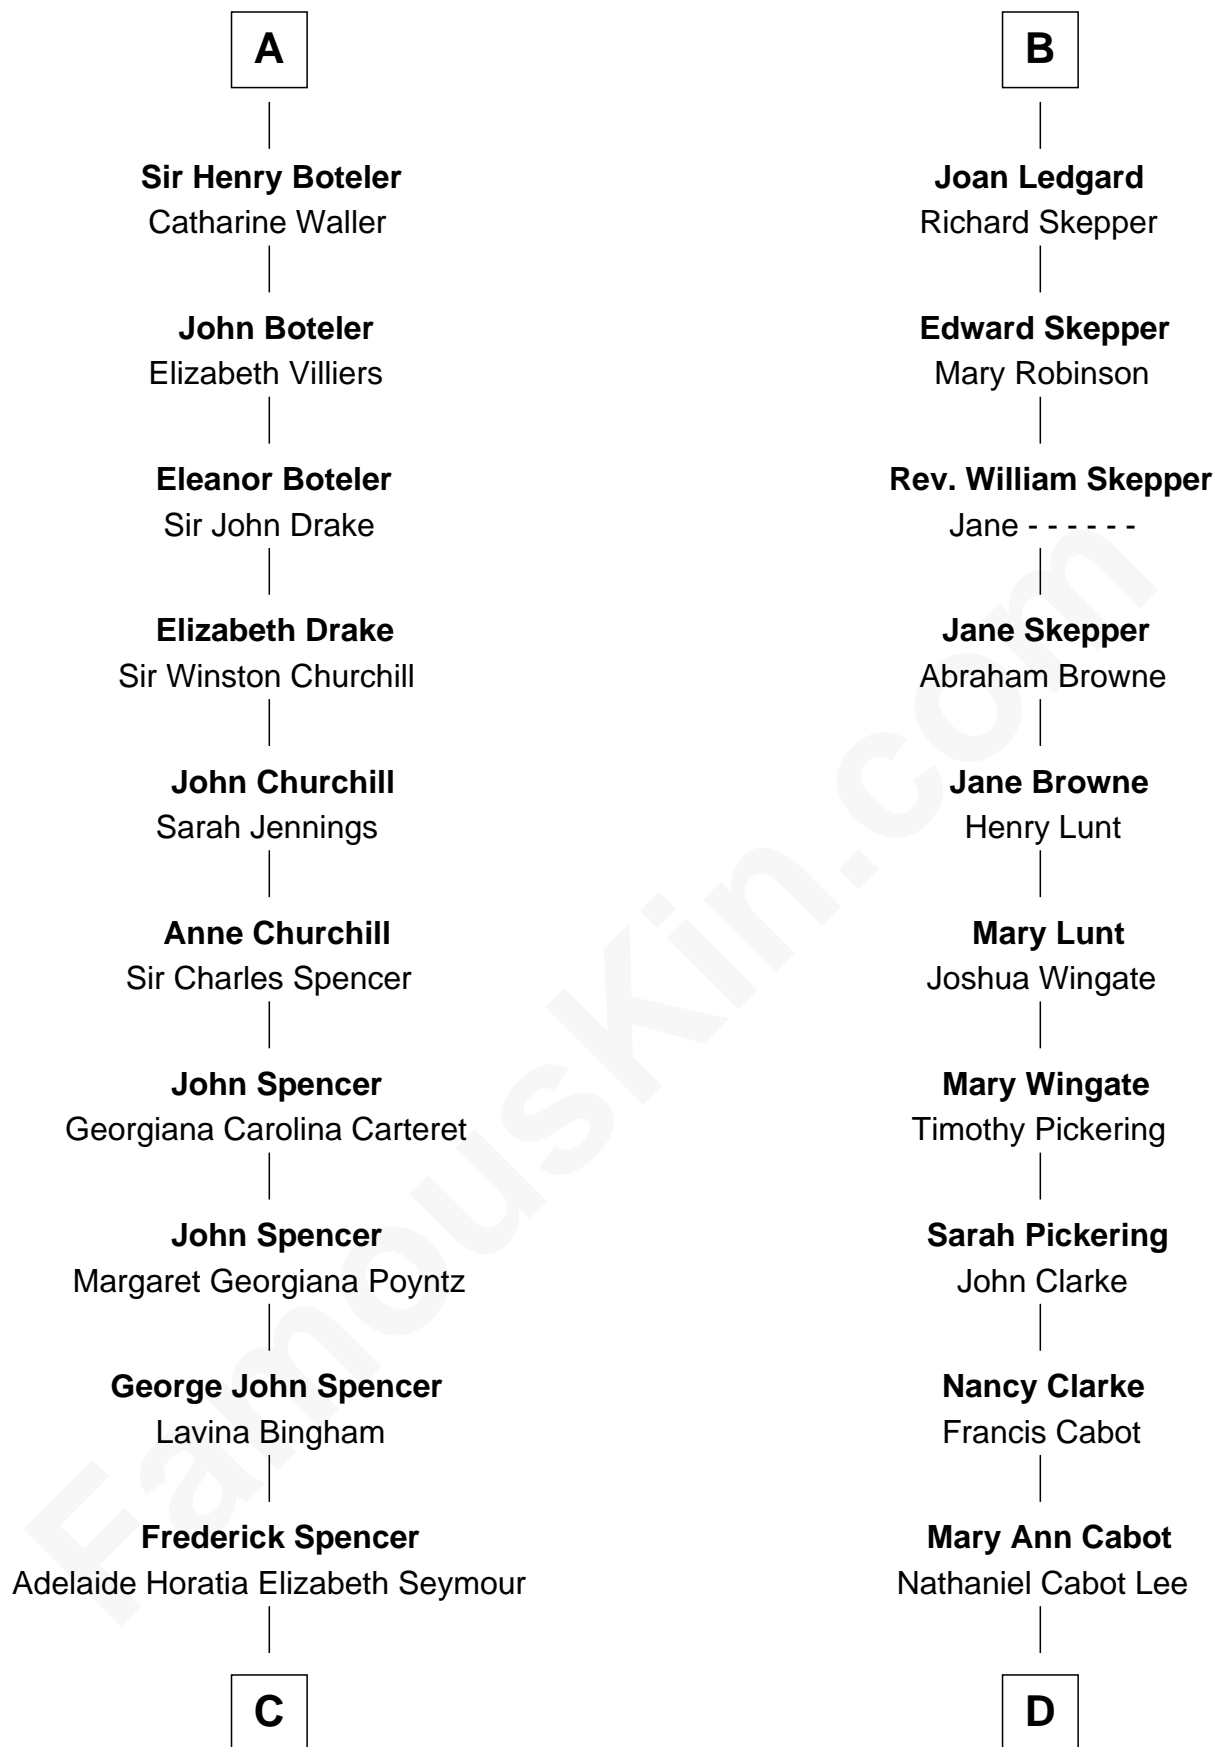 A
Sir Henry Boteler
Catharine Waller
John Boteler
Elizabeth Villiers
Eleanor Boteler
Sir John Drake
Elizabeth Drake
Sir Winston Churchill
John Churchill
Sarah Jennings
Anne Churchill
Sir Charles Spencer
John Spencer
Georgiana Carolina Carteret
John Spencer
Margaret Georgiana Poyntz
George John Spencer
Lavina Bingham
Frederick Spencer
Adelaide Horatia Elizabeth Seymour
C
B
Joan Ledgard
Richard Skepper
Edward Skepper
Mary Robinson
Rev. William Skepper
Jane - - - - - -
Jane Skepper
Abraham Browne
Jane Browne
Henry Lunt
Mary Lunt
Joshua Wingate
Mary Wingate
Timothy Pickering
Sarah Pickering
John Clarke
Nancy Clarke
Francis Cabot
Mary Ann Cabot
Nathaniel Cabot Lee
D
FamousKin.com